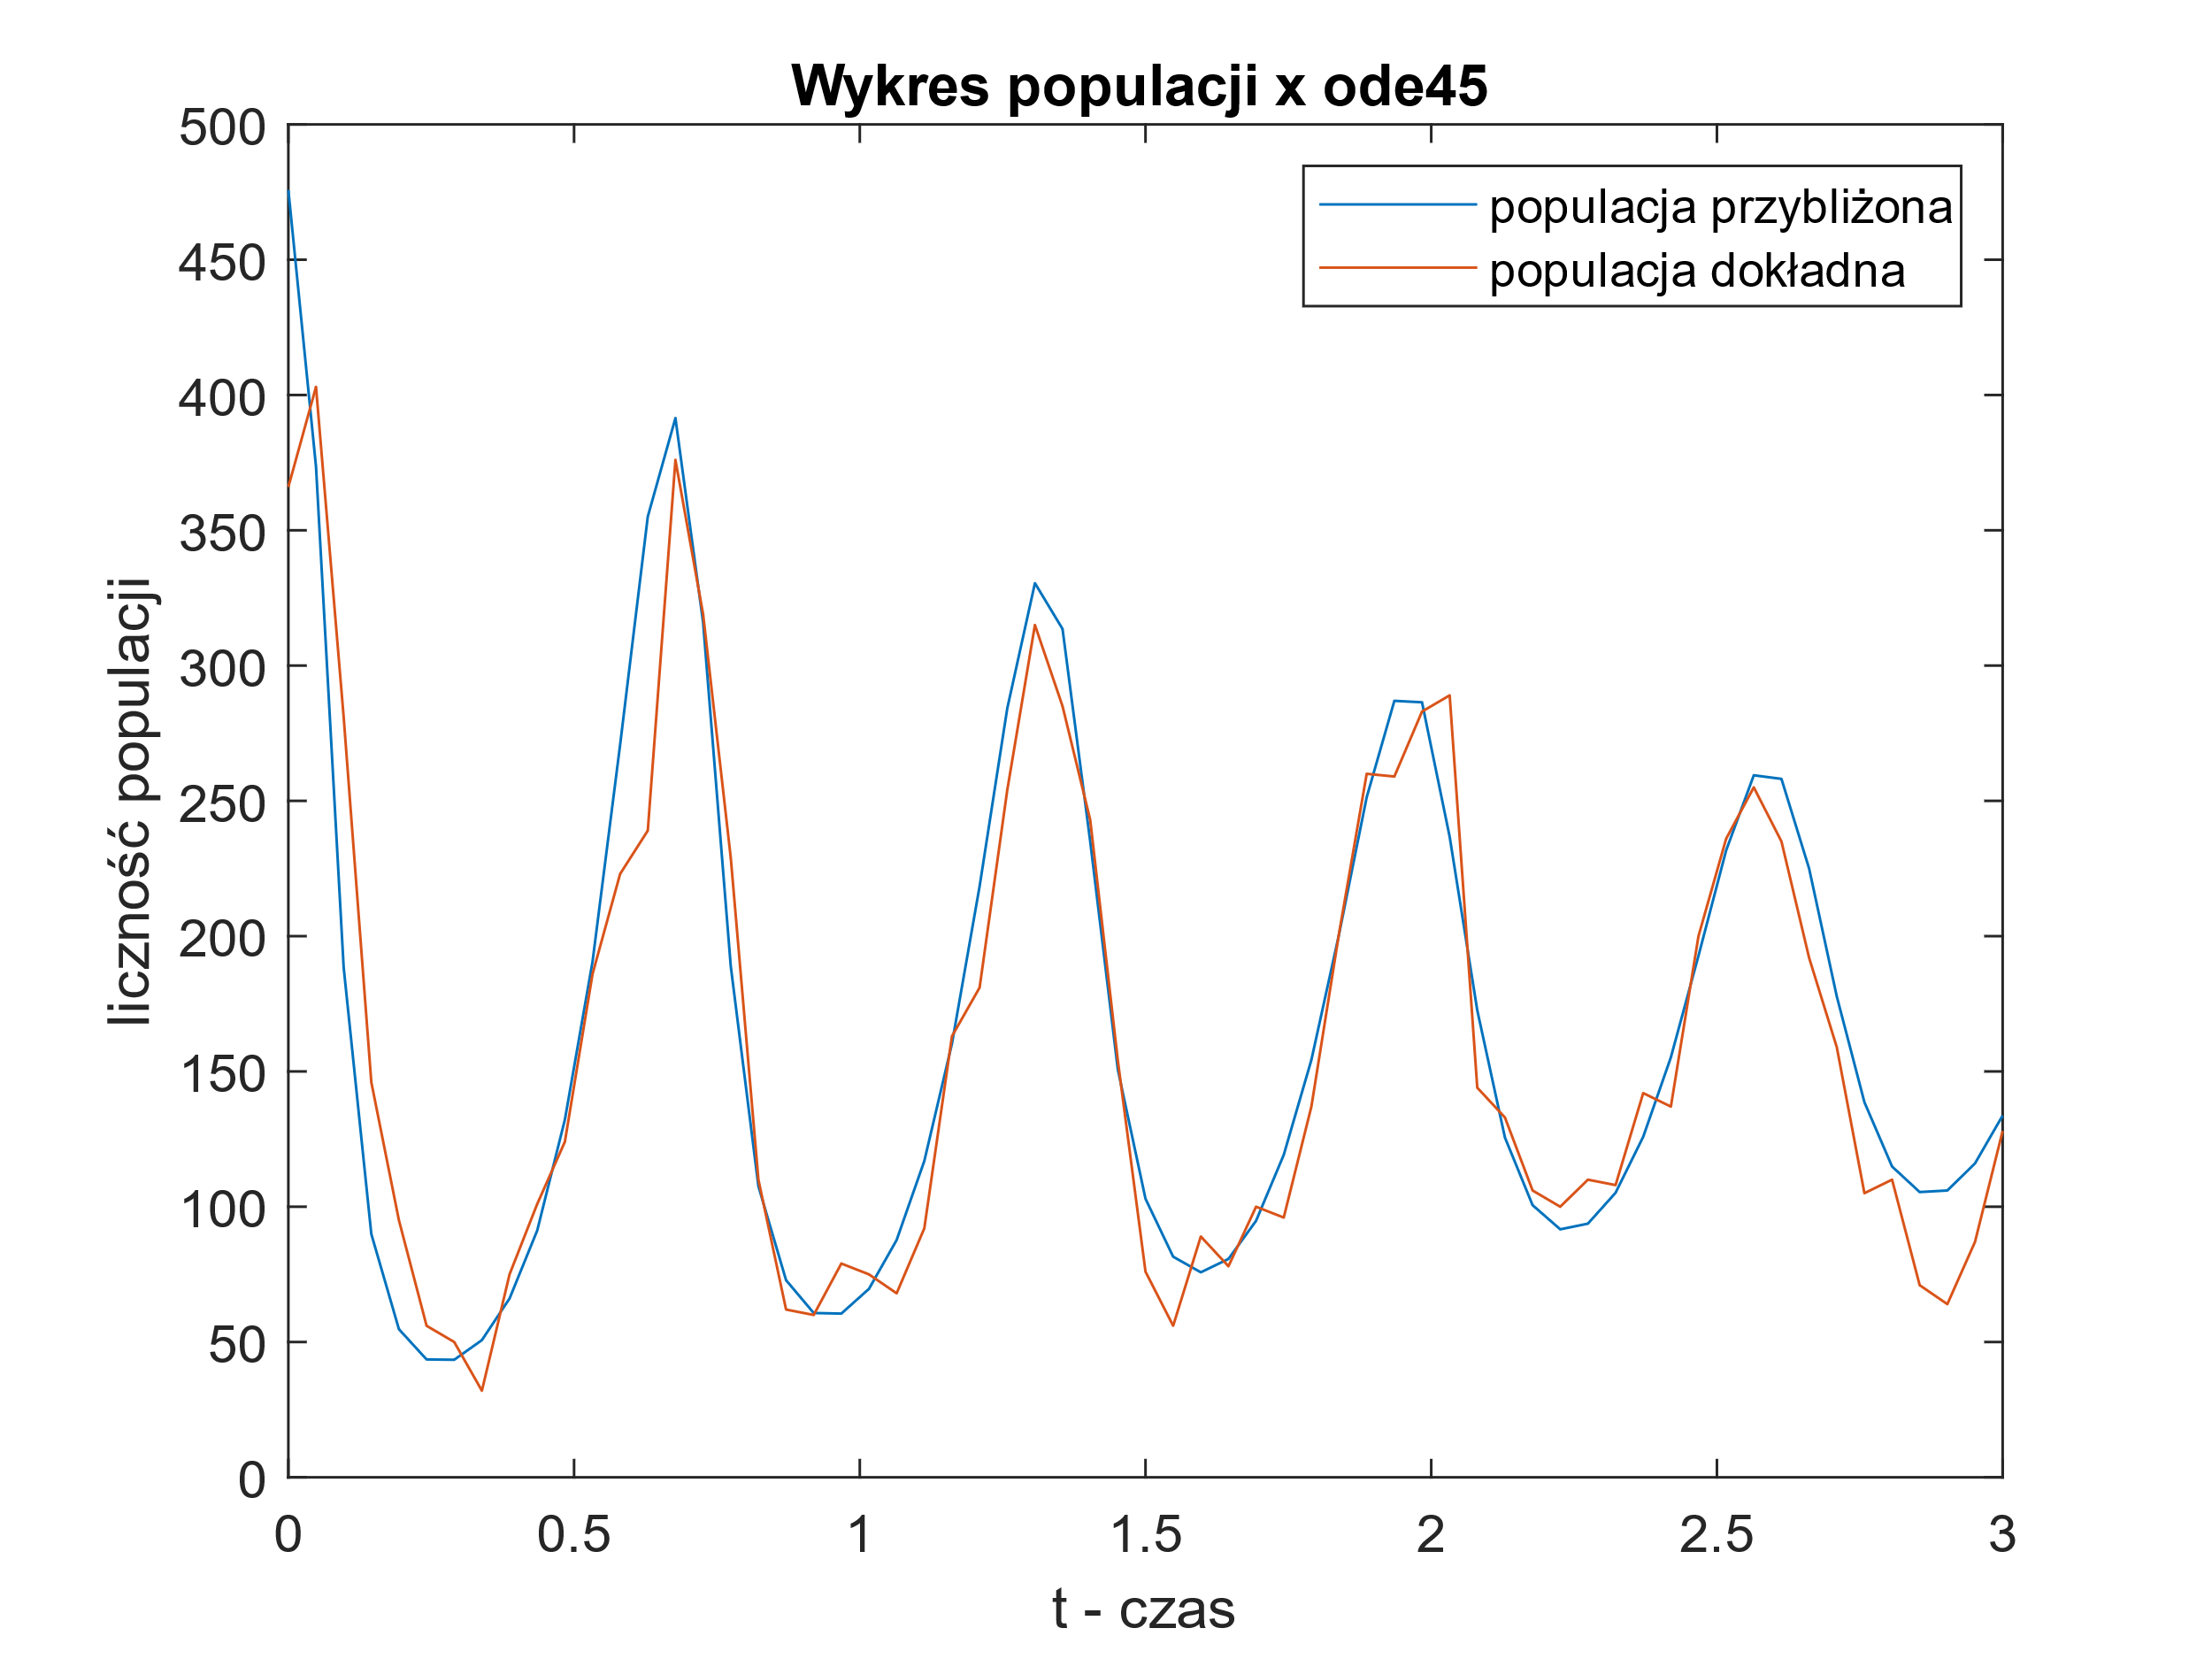 Wykres populacji x ode45
500
450
400
350
300
250
200
150
100
50
0
liczność populacji
populacja przybliżona
populacja dokładna
0 0.5 1 1.5 2 2.5 3
t - czas